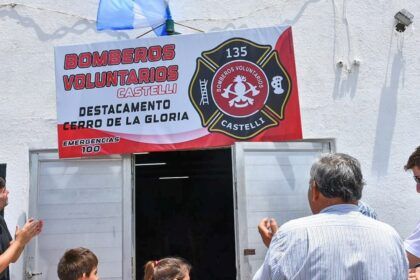 BOMBEROS
VOLUNTARIOS
CASTELLI
DESTACAMENTO
CERRO DE LA GLORIA
EMERGENCIAS
100
135
BOMBEROS VOLUNTARIOS
CASTELLI